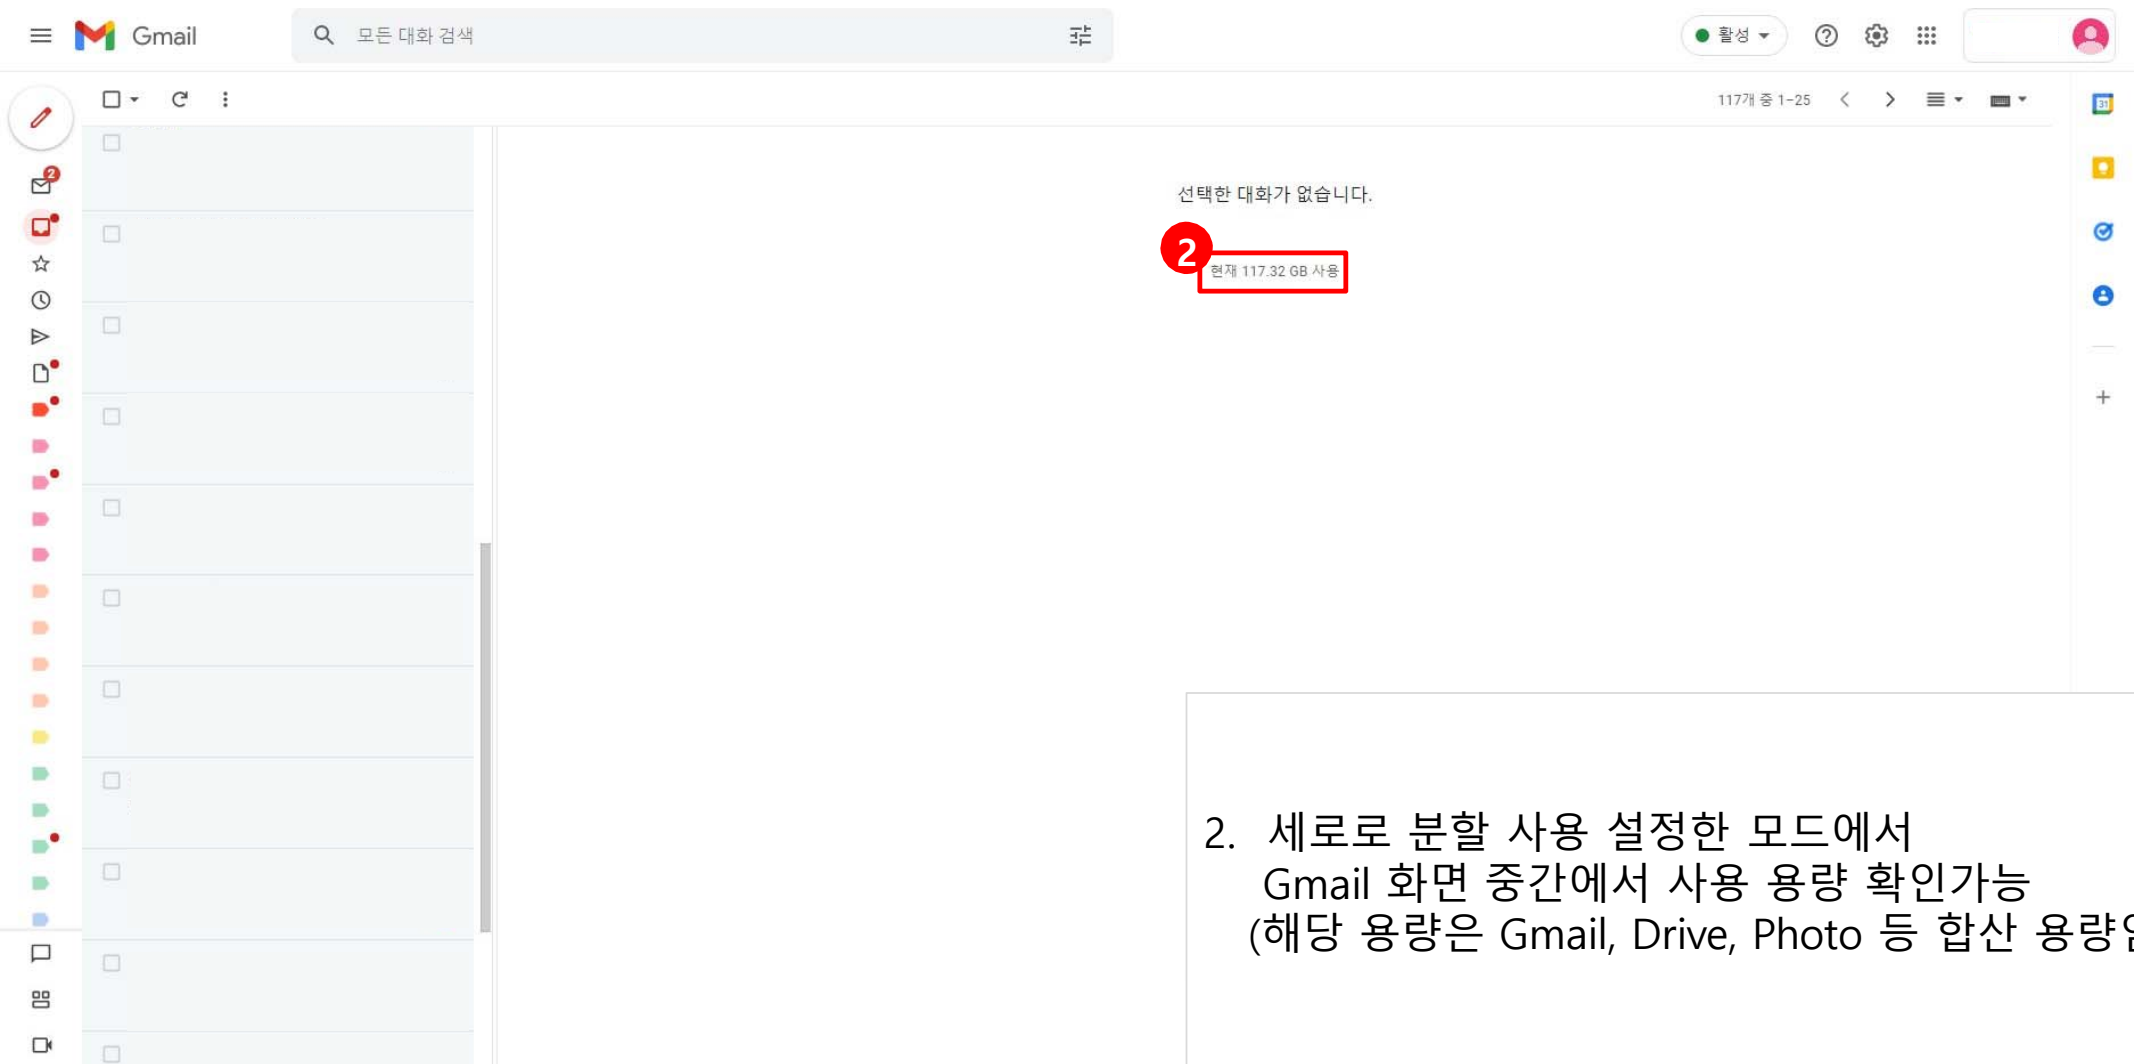 Gmail
모든 대화 검색
활성
117개 중 1-25
31
2
선택한 대화가 없습니다.
2
현재 117.32 GB 사용
2. 세로로 분할 사용 설정한 모드에서
Gmail 화면 중간에서 사용 용량 확인가능
(해당 용량은 Gmail, Drive, Photo 등 합산